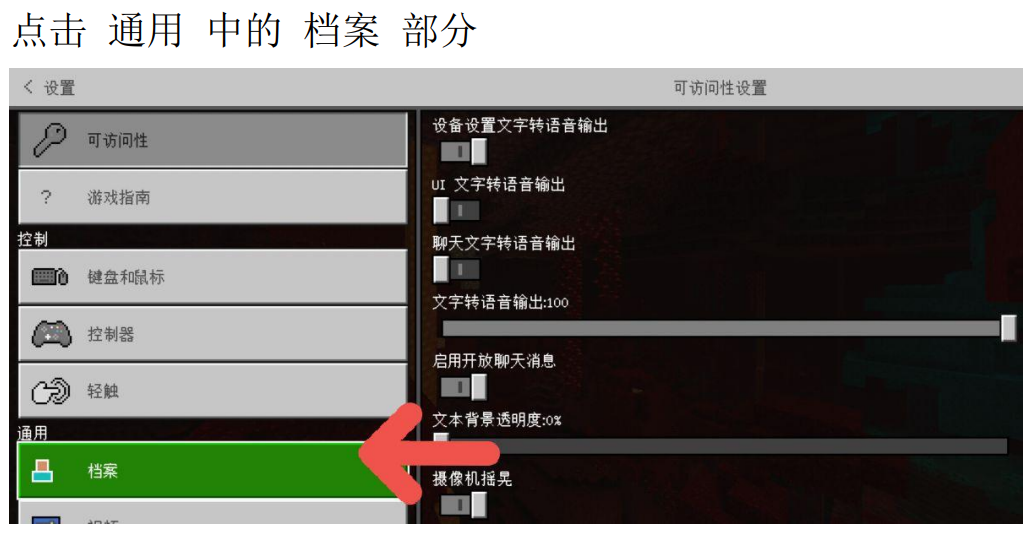 点击 通用 中的 档案 部分
< 设置
可访问性设置
可访问性
? 游戏指南
控制
键盘和鼠标
控制器
轻触
通用
档案
设备设置文字转语音输出
UI 文字转语音输出
聊天文字转语音输出
文字转语音输出:100
启用开放聊天消息
文本背景透明度:0%
摄像机摇晃